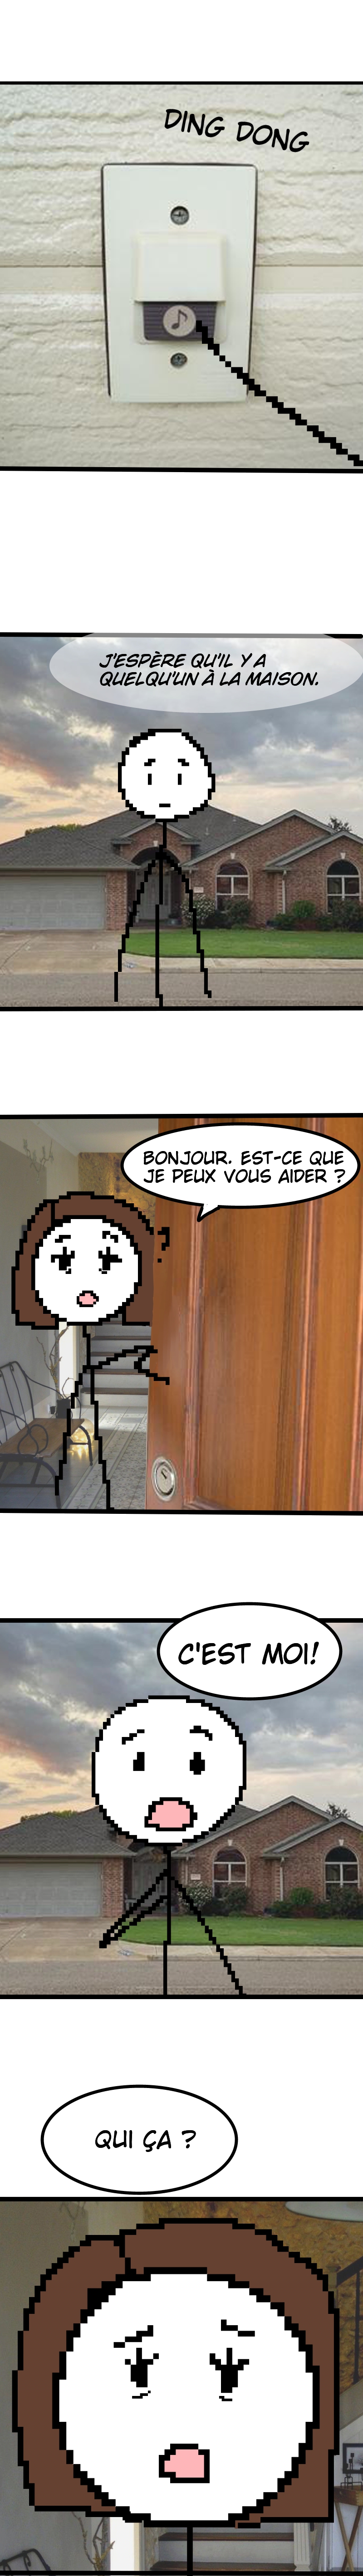 DING DONG
J'ESPÈRE QU'IL Y A
QUELQU'UN À LA MAISON.
BONJOUR. EST-CE QUE
JE PEUX VOUS AIDER ?
C'EST MOI!
QUI ÇA ?